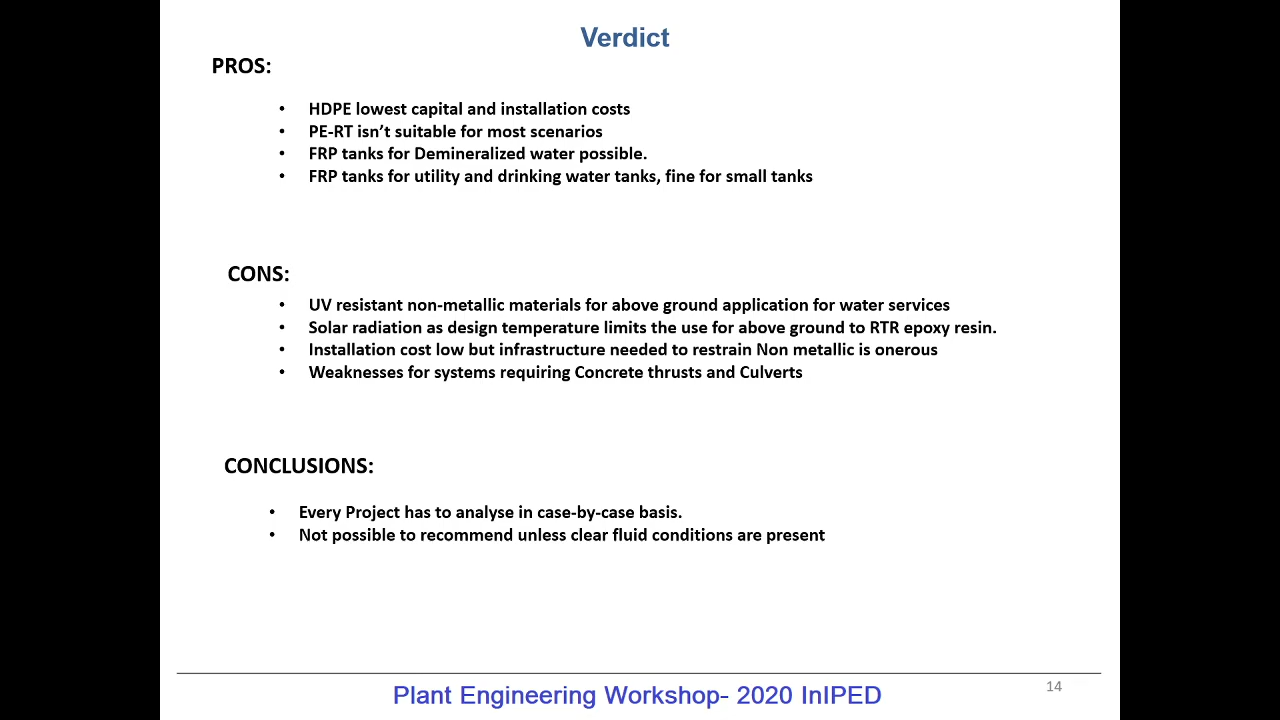 Verdict
PROS:
• HDPE lowest capital and installation costs
• PE-RT isn’t suitable for most scenarios
• FRP tanks for Demineralized water possible.
• FRP tanks for utility and drinking water tanks, fine for small tanks
CONS:
• UV resistant non-metallic materials for above ground application for water services
• Solar radiation as design temperature limits the use for above ground to RTR epoxy resin.
• Installation cost low but infrastructure needed to restrain Non metallic is onerous
• Weaknesses for systems requiring Concrete thrusts and Culverts
CONCLUSIONS:
• Every Project has to analyse in case-by-case basis.
• Not possible to recommend unless clear fluid conditions are present
Plant Engineering Workshop- 2020 InIPED
14